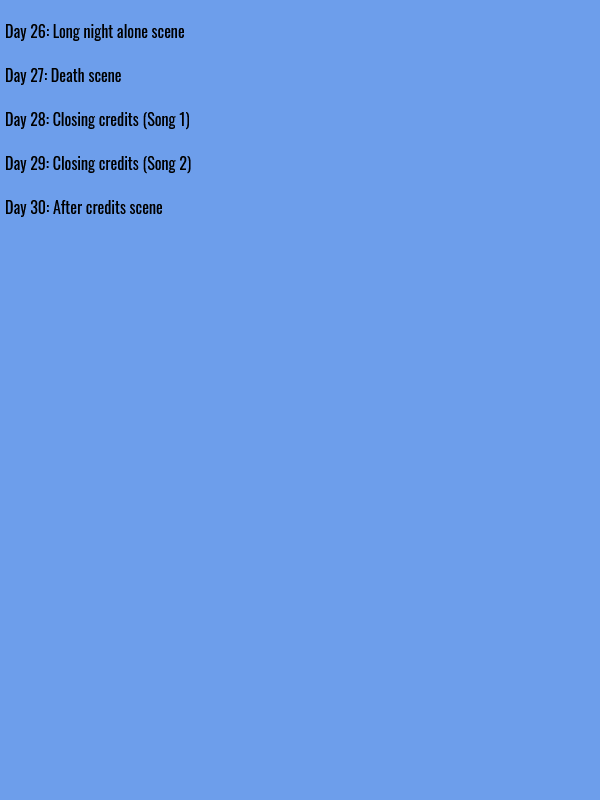 Day 26: Long night alone scene
Day 27: Death scene
Day 28: Closing credits (Song 1)
Day 29: Closing credits (Song 2)
Day 30: After credits scene